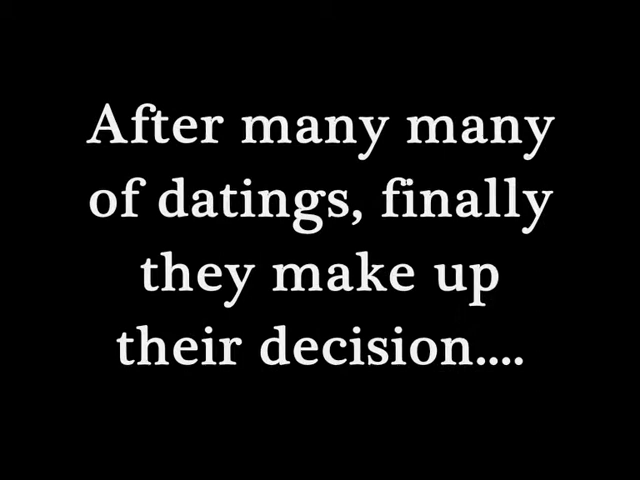 After many many
of datings, finally
they make up
their decision....